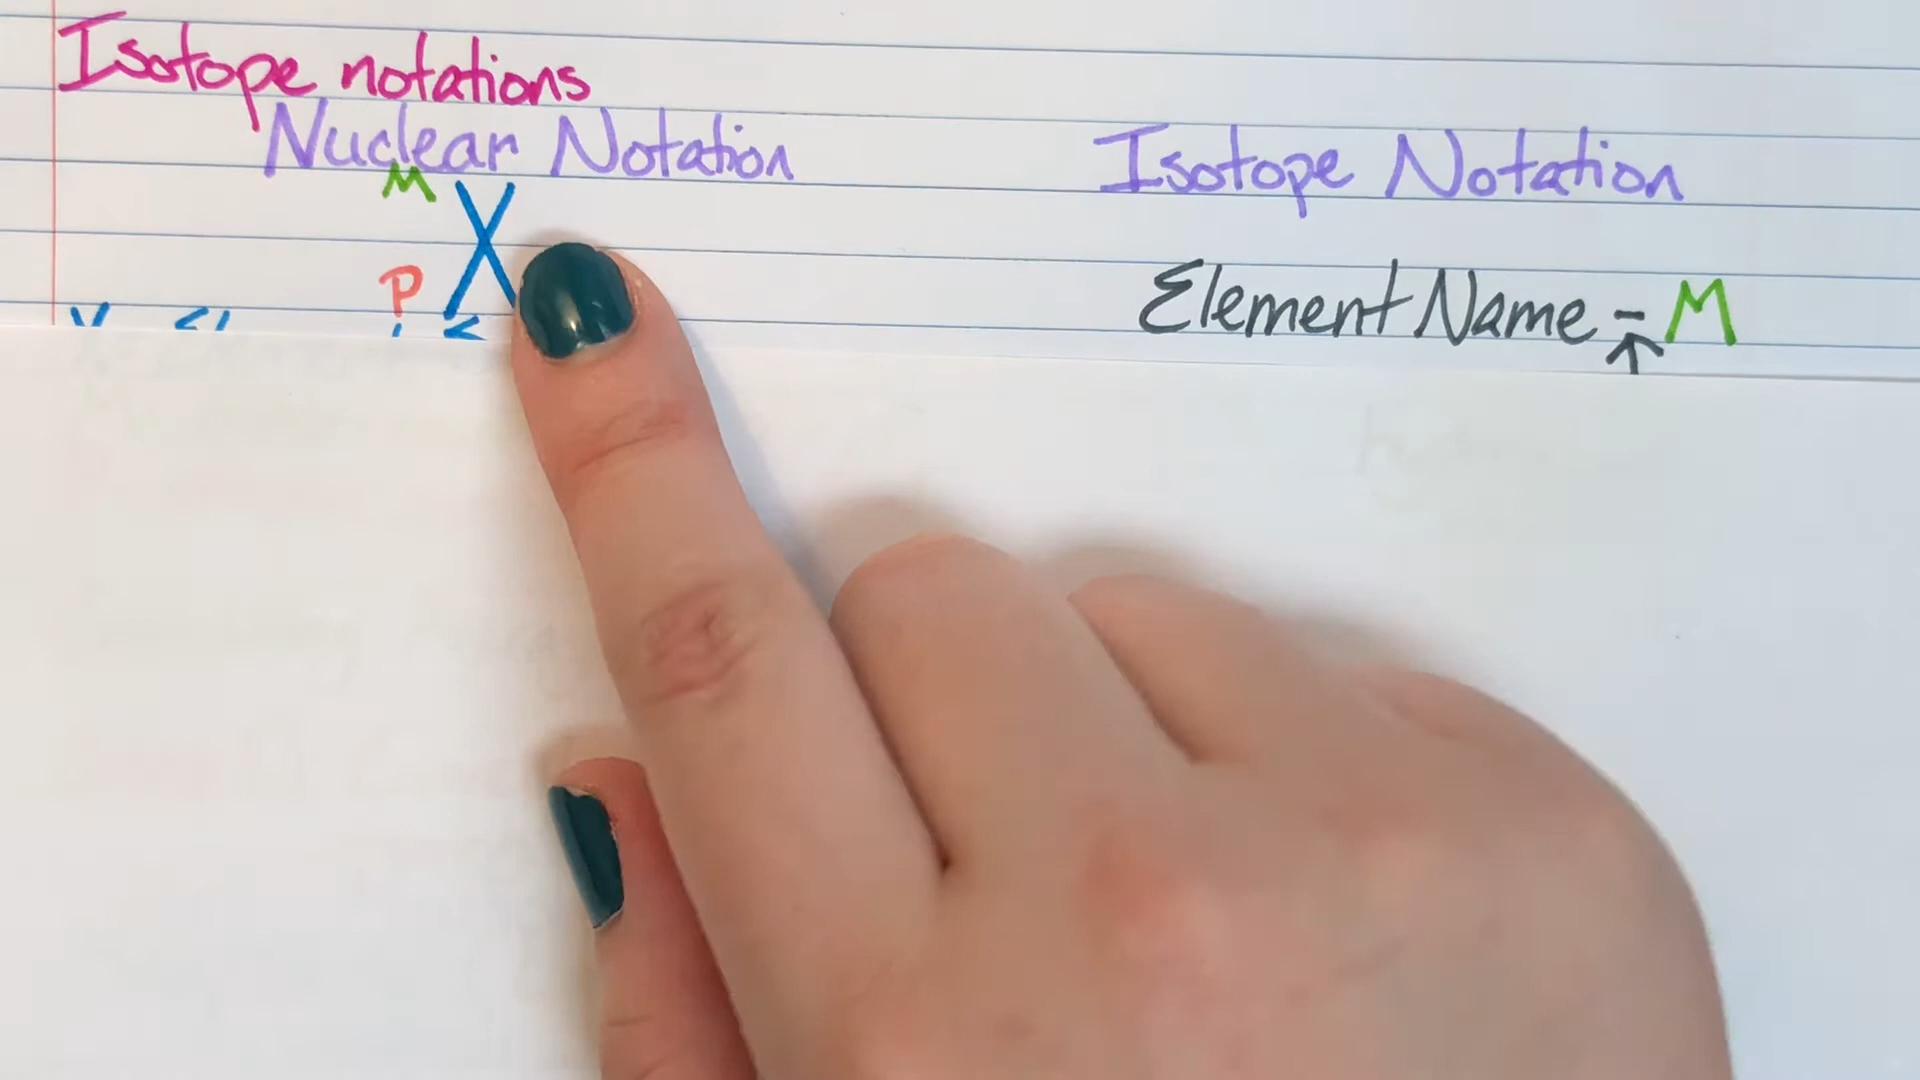 Isotope notations
Nuclear Notation
M
X
P
Isotope Notation
Element Name - M